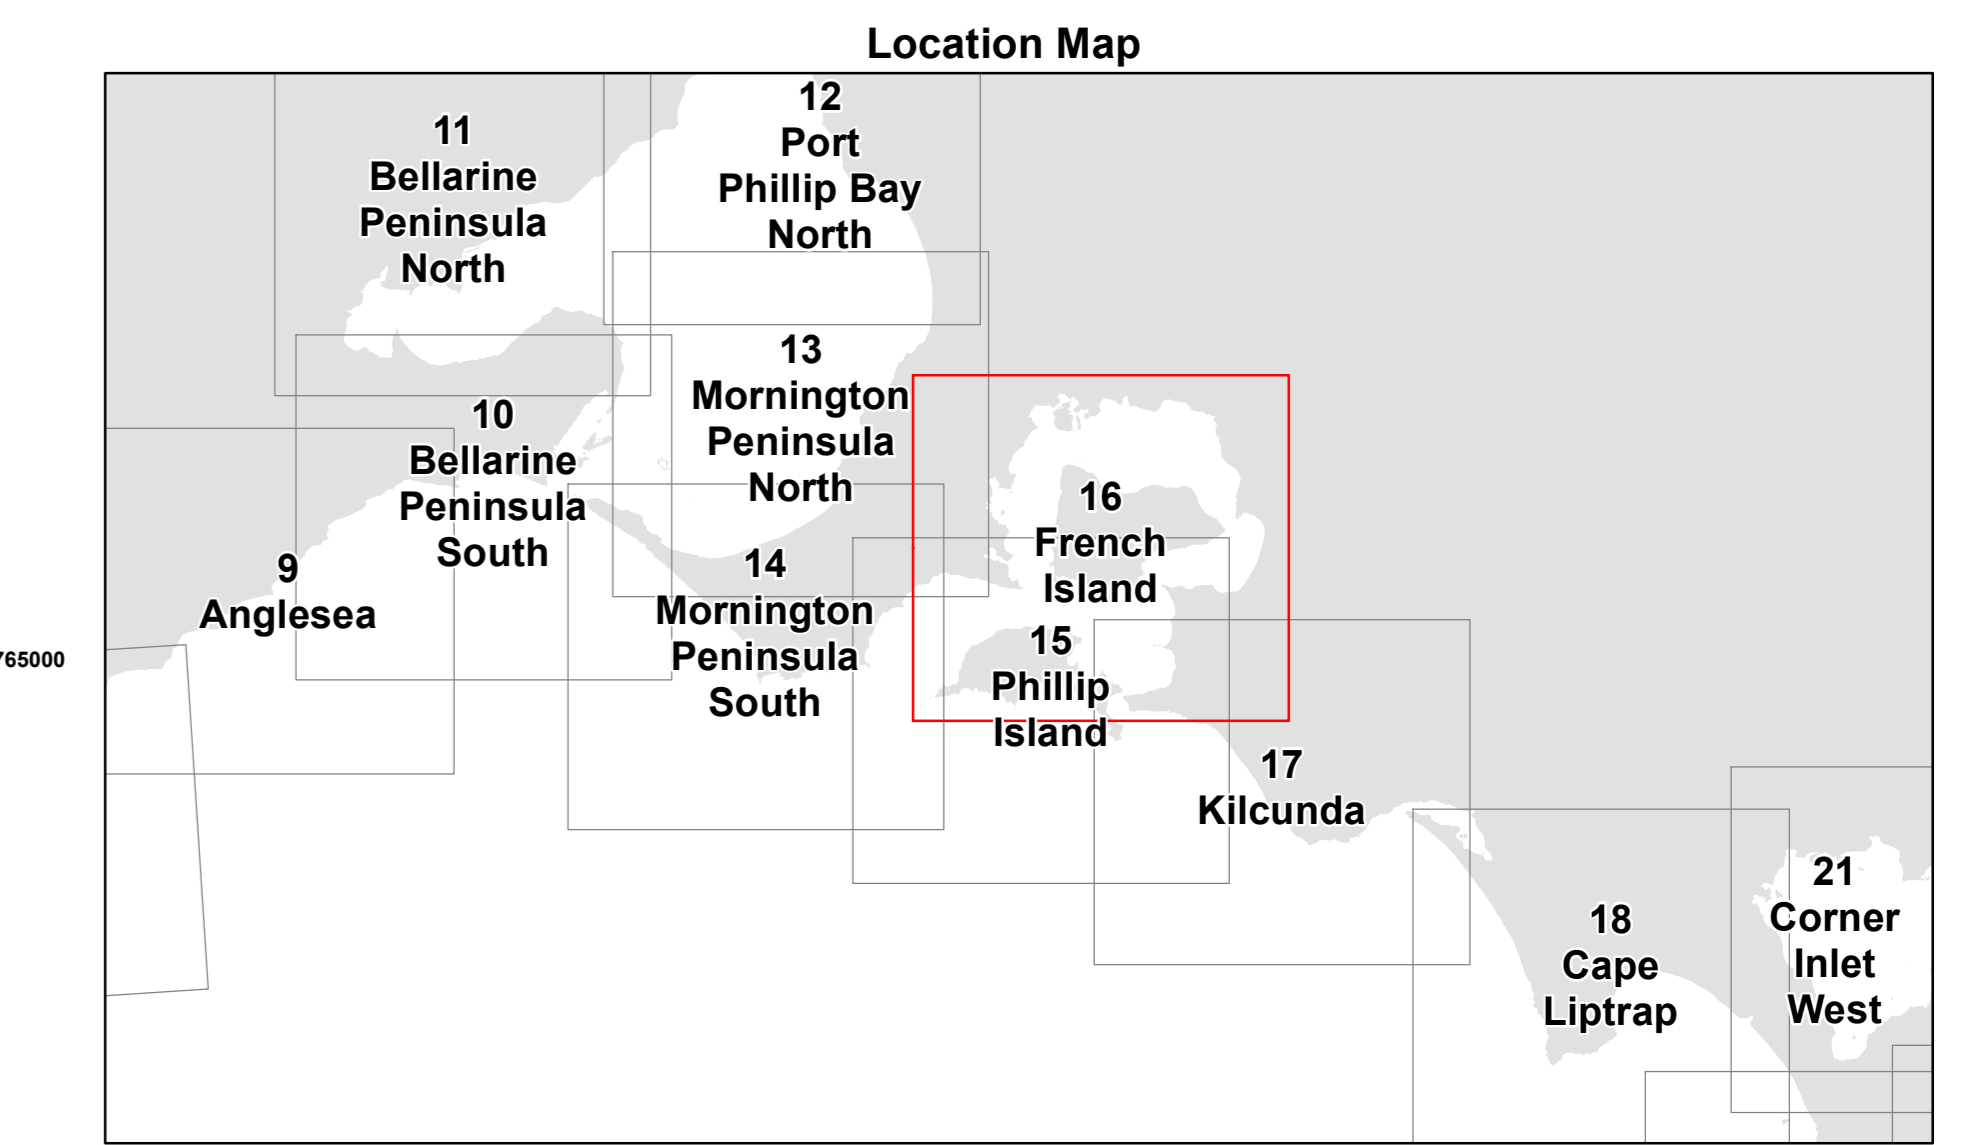 Location Map
12
Port
Phillip Bay
North
11
Bellarine
Peninsula
North
13
Mornington
Peninsula
North
10
Bellarine
Peninsula
South
16
French
Island
9
Anglesea
14
Mornington
Peninsula
South
15
Phillip
Island
765000
17
Kilcunda
18
Cape
Liptrap
21
Corner
Inlet
West